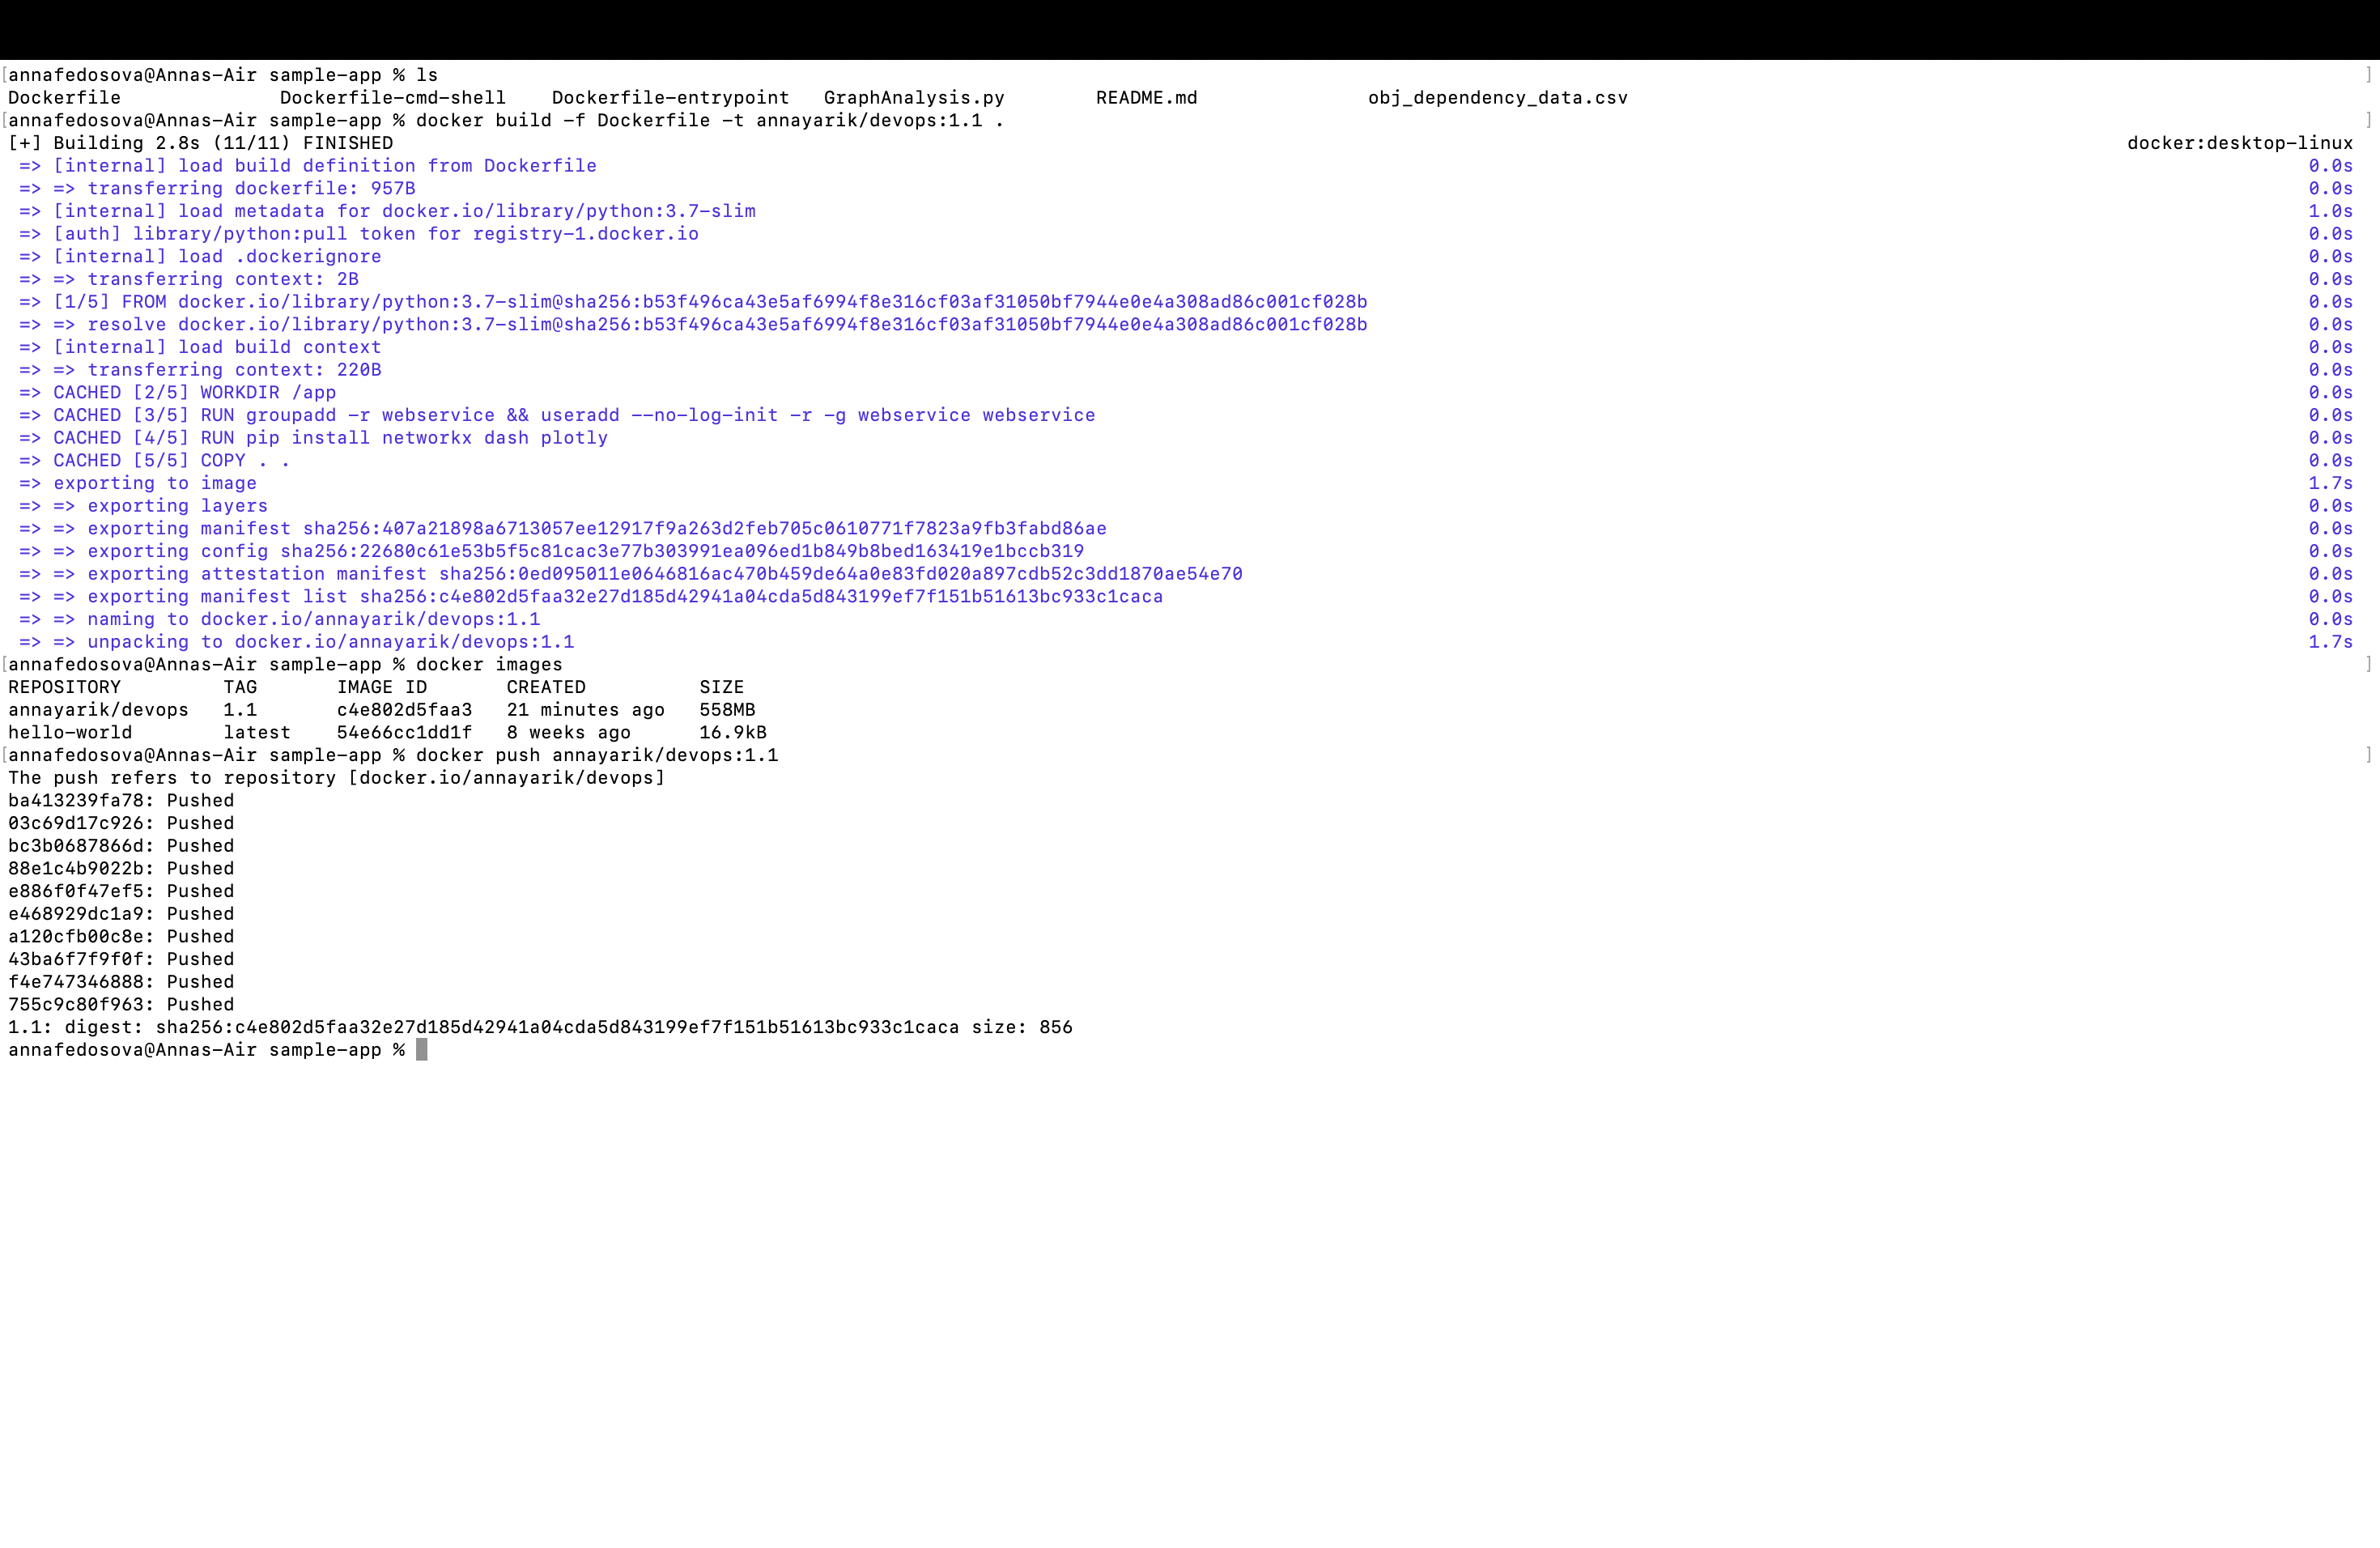 [annafedosova@Annas-Air sample-app % ls ]
Dockerfile Dockerfile-cmd-shell Dockerfile-entrypoint GraphAnalysis.py README.md obj_dependency_data.csv
[annafedosova@Annas-Air sample-app % docker build -f Dockerfile -t annayarik/devops:1.1 . ]
[+] Building 2.8s (11/11) FINISHED docker:desktop-linux
=> [internal] load build definition from Dockerfile 0.0s
=> => transferring dockerfile: 957B 0.0s
=> [internal] load metadata for docker.io/library/python:3.7-slim 1.0s
=> [auth] library/python:pull token for registry-1.docker.io 0.0s
=> [internal] load .dockerignore 0.0s
=> => transferring context: 2B 0.0s
=> [1/5] FROM docker.io/library/python:3.7-slim@sha256:b53f496ca43e5af6994f8e316cf03af31050bf7944e0e4a308ad86c001cf028b 0.0s
=> => resolve docker.io/library/python:3.7-slim@sha256:b53f496ca43e5af6994f8e316cf03af31050bf7944e0e4a308ad86c001cf028b 0.0s
=> [internal] load build context 0.0s
=> => transferring context: 220B 0.0s
=> CACHED [2/5] WORKDIR /app 0.0s
=> CACHED [3/5] RUN groupadd -r webservice && useradd --no-log-init -r -g webservice webservice 0.0s
=> CACHED [4/5] RUN pip install networkx dash plotly 0.0s
=> CACHED [5/5] COPY . . 0.0s
=> exporting to image 1.7s
=> => exporting layers 0.0s
=> => exporting manifest sha256:407a21898a6713057ee12917f9a263d2feb705c0610771f7823a9fb3fabd86ae 0.0s
=> => exporting config sha256:22680c61e53b5f5c81cac3e77b303991ea096ed1b849b8bed163419e1bccb319 0.0s
=> => exporting attestation manifest sha256:0ed095011e0646816ac470b459de64a0e83fd020a897cdb52c3dd1870ae54e70 0.0s
=> => exporting manifest list sha256:c4e802d5faa32e27d185d42941a04cda5d843199ef7f151b51613bc933c1caca 0.0s
=> => naming to docker.io/annayarik/devops:1.1 0.0s
=> => unpacking to docker.io/annayarik/devops:1.1 1.7s
[annafedosova@Annas-Air sample-app % docker images ]
REPOSITORY TAG IMAGE ID CREATED SIZE
annayarik/devops 1.1 c4e802d5faa3 21 minutes ago 558MB
hello-world latest 54e66cc1dd1f 8 weeks ago 16.9kB
[annafedosova@Annas-Air sample-app % docker push annayarik/devops:1.1 ]
The push refers to repository [docker.io/annayarik/devops]
ba413239fa78: Pushed
03c69d17c926: Pushed
bc3b0687866d: Pushed
88e1c4b9022b: Pushed
e886f0f47ef5: Pushed
e468929dc1a9: Pushed
a120cfb00c8e: Pushed
43ba6f7f9f0f: Pushed
f4e747346888: Pushed
755c9c80f963: Pushed
1.1: digest: sha256:c4e802d5faa32e27d185d42941a04cda5d843199ef7f151b51613bc933c1caca size: 856
annafedosova@Annas-Air sample-app %